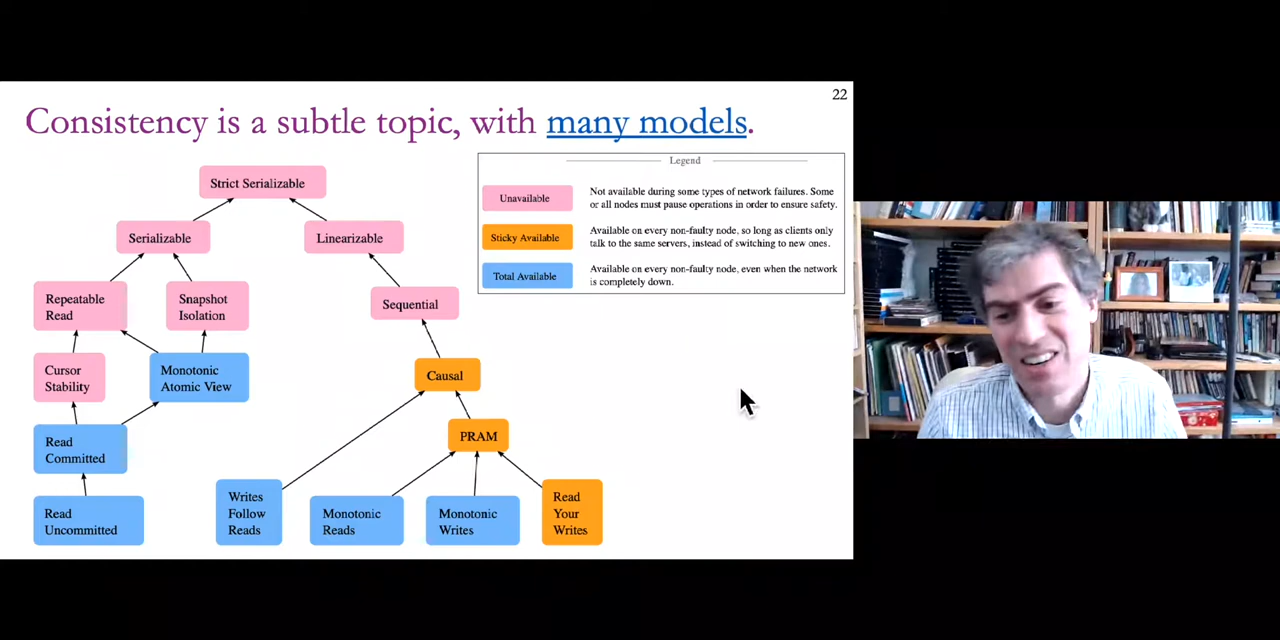 22
Consistency is a subtle topic, with many models.
Legend
Unavailable
Not available during some types of network failures. Some
or all nodes must pause operations in order to ensure safety.
Sticky Available
Available on every non-faulty node, so long as clients only
talk to the same servers, instead of switching to new ones.
Total Available
Available on every non-faulty node, even when the network
is completely down.
Strict Serializable
Serializable
Linearizable
Repeatable
Read
Snapshot
Isolation
Sequential
Cursor
Stability
Monotonic
Atomic View
Causal
Read
Committed
PRAM
Read
Uncommitted
Writes
Follow
Reads
Monotonic
Reads
Monotonic
Writes
Read
Your
Writes